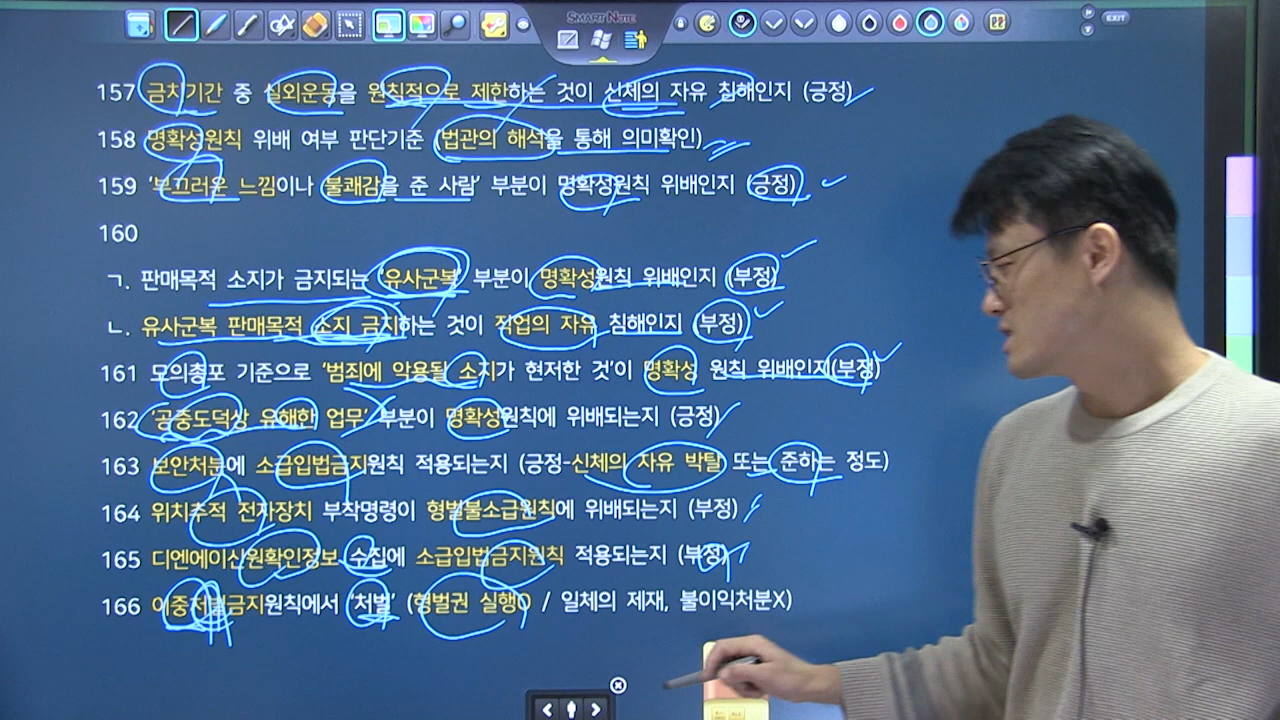 SMART NOTE
EXIT
157 금치기간 중 실외운동을 원칙적으로 제한하는 것이 신체의 자유 침해인지 (긍정)
158 명확성원칙 위배 여부 판단기준 (법관의 해석을 통해 의미확인)
159 '부끄러운 느낌이나 불쾌감을 준 사람' 부분이 명확성원칙 위배인지 (긍정)
160
ㄱ. 판매목적 소지가 금지되는 '유사군복' 부분이 명확성원칙 위배인지 (부정)
ㄴ. 유사군복 판매목적 소지 금지하는 것이 직업의 자유 침해인지 (부정)
161 모의총포 기준으로 '범죄에 악용될 소지가 현저한 것'이 명확성 원칙 위배인지(부정)
162 '공중도덕상 유해한 업무' 부분이 명확성원칙에 위배되는지 (긍정)
163 보안처분에 소급입법금지원칙 적용되는지 (긍정-신체의 자유 박탈 또는 준하는 정도)
164 위치추적 전자장치 부착명령이 형벌불소급원칙에 위배되는지 (부정)
165 디엔에이신원확인정보 수집에 소급입법금지원칙 적용되는지 (부정)
166 이중처벌금지원칙에서 '처벌' (형벌권 실행O / 일체의 제재, 불이익처분X)